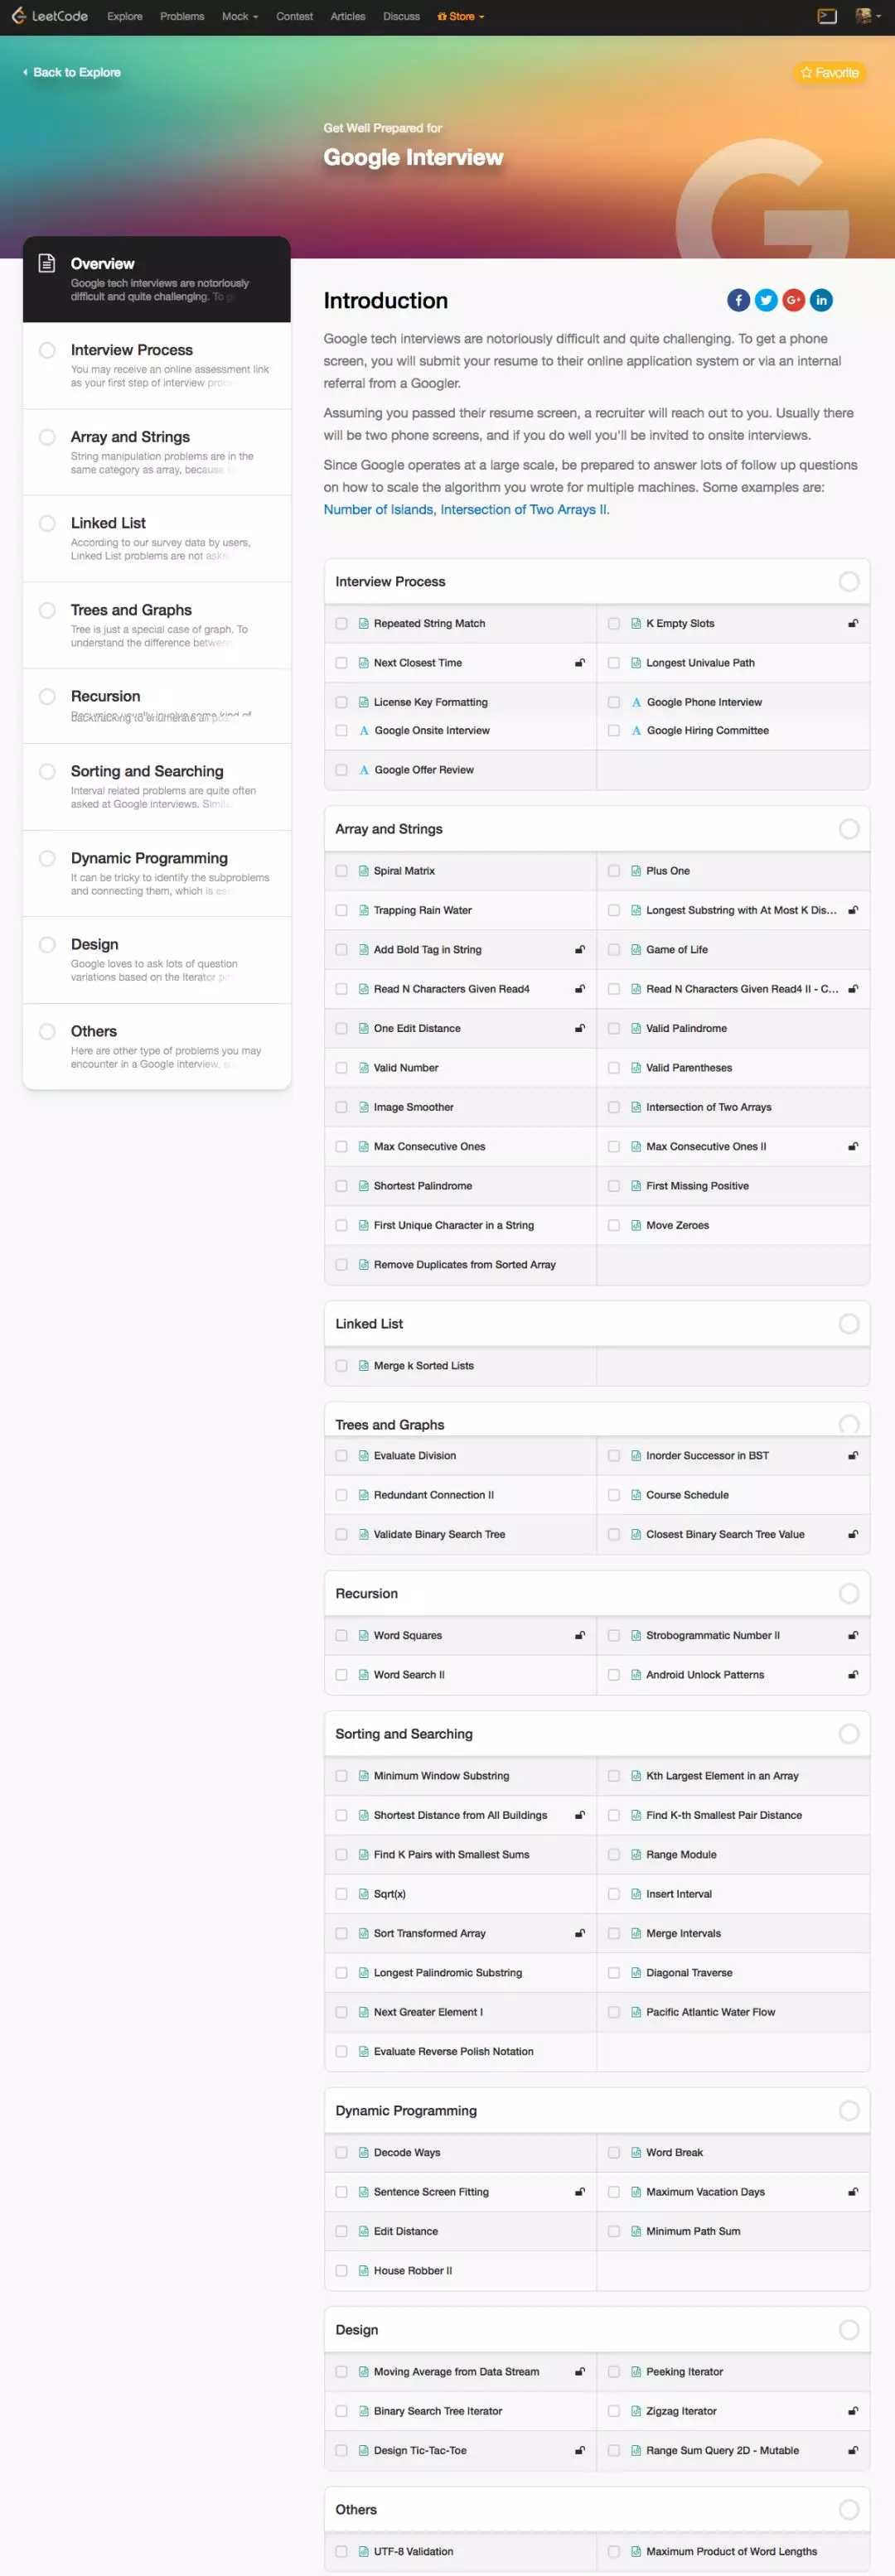 LeetCode
Explore
Problems
Mock
Contest
Articles
Discuss
Store
Back to Explore
Favorite
Get Well Prepared for
Google Interview
Overview
Google tech interviews are notoriously
difficult and quite challenging. To
Interview Process
You may receive an online assessment link
as your first step of interview
Array and Strings
String manipulation problems are in the
same category as array, because
Linked List
According to our survey data by users,
Linked List problems are not
Trees and Graphs
Tree is just a special case of graph. To
understand the difference
Recursion
Sorting and Searching
Interval related problems are quite often
asked at Google interviews.
Dynamic Programming
It can be tricky to identify the subproblems
and connecting them, which is
Design
Google loves to ask lots of question
variations based on the Iterator
Others
Here are other type of problems you may
encounter in a Google interview,
Introduction
Google tech interviews are notoriously difficult and quite challenging. To get a phone
screen, you will submit your resume to their online application system or via an internal
referral from a Googler.
Assuming you passed their resume screen, a recruiter will reach out to you. Usually there
will be two phone screens, and if you do well you'll be invited to onsite interviews.
Since Google operates at a large scale, be prepared to answer lots of follow up questions
on how to scale the algorithm you wrote for multiple machines. Some examples are:
Number of Islands, Intersection of Two Arrays II.
Interview Process
Repeated String Match
K Empty Slots
Next Closest Time
Longest Univalue Path
License Key Formatting
Google Phone Interview
Google Onsite Interview
Google Hiring Committee
Google Offer Review
Array and Strings
Spiral Matrix
Plus One
Trapping Rain Water
Longest Substring with At Most K Dis...
Add Bold Tag in String
Game of Life
Read N Characters Given Read4
Read N Characters Given Read4 II - C...
One Edit Distance
Valid Palindrome
Valid Number
Valid Parentheses
Image Smoother
Intersection of Two Arrays
Max Consecutive Ones
Max Consecutive Ones II
Shortest Palindrome
First Missing Positive
First Unique Character in a String
Move Zeroes
Remove Duplicates from Sorted Array
Linked List
Merge k Sorted Lists
Trees and Graphs
Evaluate Division
Inorder Successor in BST
Redundant Connection II
Course Schedule
Validate Binary Search Tree
Closest Binary Search Tree Value
Recursion
Word Squares
Strobogrammatic Number II
Word Search II
Android Unlock Patterns
Sorting and Searching
Minimum Window Substring
Kth Largest Element in an Array
Shortest Distance from All Buildings
Find K-th Smallest Pair Distance
Find K Pairs with Smallest Sums
Range Module
Sqrt(x)
Insert Interval
Sort Transformed Array
Merge Intervals
Longest Palindromic Substring
Diagonal Traverse
Next Greater Element I
Pacific Atlantic Water Flow
Evaluate Reverse Polish Notation
Dynamic Programming
Decode Ways
Word Break
Sentence Screen Fitting
Maximum Vacation Days
Edit Distance
Minimum Path Sum
House Robber II
Design
Moving Average from Data Stream
Peeking Iterator
Binary Search Tree Iterator
Zigzag Iterator
Design Tic-Tac-Toe
Range Sum Query 2D - Mutable
Others
UTF-8 Validation
Maximum Product of Word Lengths